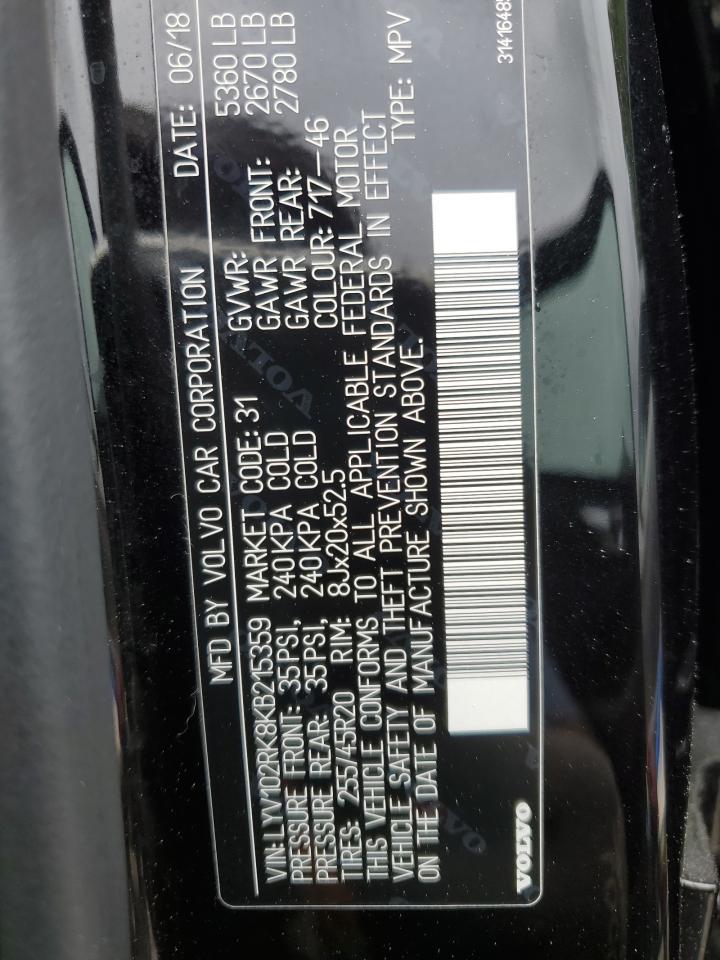 MFD BY VOLVO CAR CORPORATION DATE: 06/18
VIN:LYV102RK8KB215359 MARKET CODE: 31 GVWR: 5360 LB
PRESSURE FRONT: 35PSI, 240KPA COLD GAWR FRONT: 2670 LB
PRESSURE REAR: 35PSI, 240KPA COLD GAWR REAR: 2780 LB
TIRES: 255/45R20 RIM: 8Jx20x52.5 COLOUR: 717-46
THIS VEHICLE CONFORMS TO ALL APPLICABLE FEDERAL MOTOR
VEHICLE SAFETY AND THEFT PREVENTION STANDARDS IN EFFECT
ON THE DATE OF MANUFACTURE SHOWN ABOVE. TYPE: MPV
VOLVO